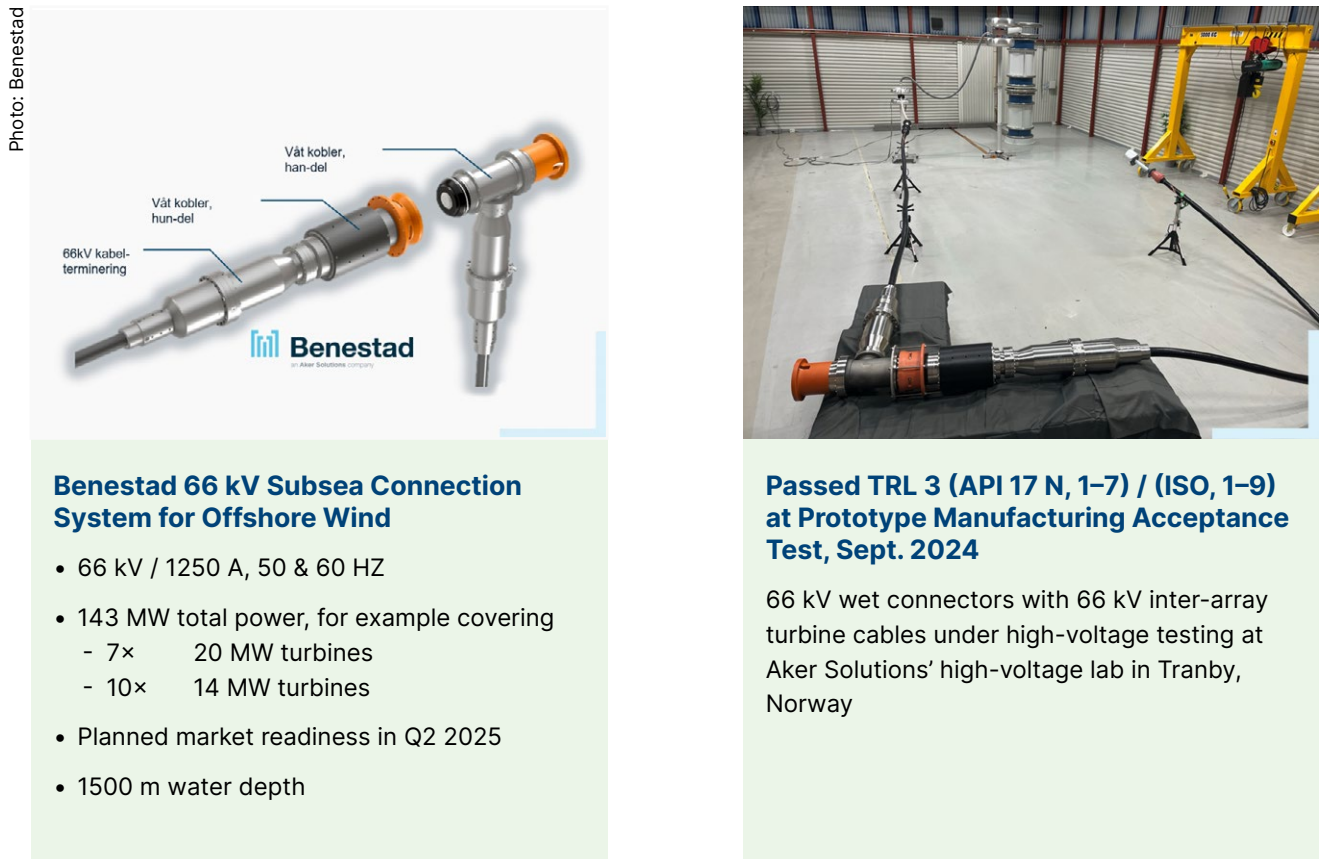 Photo: Benestad
Våt kobler,
han-del
Våt kobler,
hun-del
66kV kabel-
terminering
Benestad
an Aker Solutions company
Benestad 66 kV Subsea Connection
System for Offshore Wind
• 66 kV / 1250 A, 50 & 60 HZ
• 143 MW total power, for example covering
- 7× 20 MW turbines
- 10× 14 MW turbines
• Planned market readiness in Q2 2025
• 1500 m water depth
Passed TRL 3 (API 17 N, 1–7) / (ISO, 1–9)
at Prototype Manufacturing Acceptance
Test, Sept. 2024
66 kV wet connectors with 66 kV inter-array
turbine cables under high-voltage testing at
Aker Solutions’ high-voltage lab in Tranby,
Norway